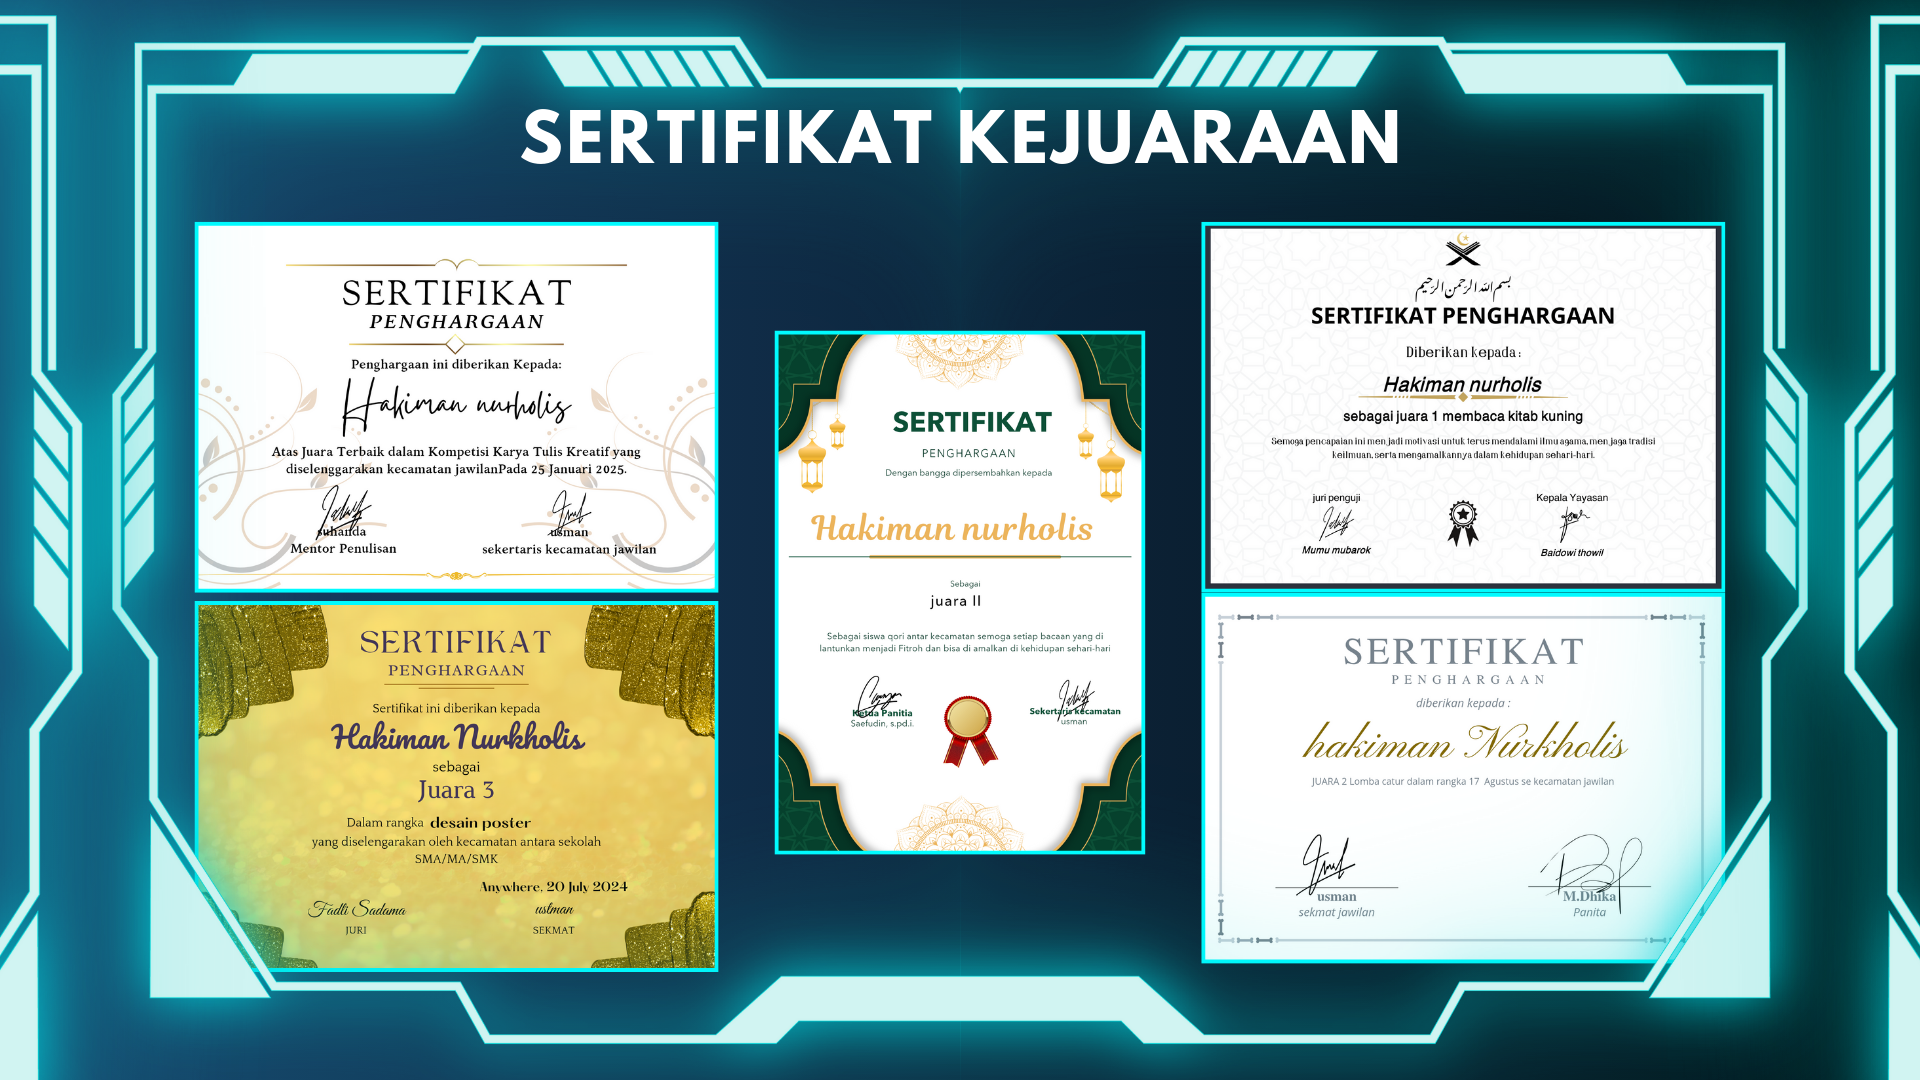 SERTIFIKAT KEJUARAAN
SERTIFIKAT
PENGHARGAAN
Penghargaan ini diberikan Kepada:
Hakiman nurholis
Atas Juara Terbaik dalam Kompetisi Karya Tulis Kreatif yang
diselenggarakan kecamatan jawilanPada 25 Januari 2025.
suhanda
Mentor Penulisan
usman
sekertaris kecamatan jawilan
SERTIFIKAT
PENGHARGAAN
Sertifikat ini diberikan kepada
Hakiman Nurkholis
sebagai
Juara 3
Dalam rangka desain poster
yang diselengarakan oleh kecamatan antara sekolah
SMA/MA/SMK
Anywhere, 20 July 2024
Fadli Sadama
JURI
ustman
SEKMAT
SERTIFIKAT
PENGHARGAAN
Dengan bangga dipersembahkan kepada
Hakiman nurholis
Sebagai
juara II
Sebagai siswa qori antar kecamatan semoga setiap bacaan yang di
lantunkan menjadi Fitroh dan bisa di amalkan di kehidupan sehari-hari
Ketua Panitia
Saefudin, s.pd.i.
Sekertaris kecamatan
usman
بسم الله الرحمن الرحيم
SERTIFIKAT PENGHARGAAN
Diberikan kepada :
Hakiman nurholis
sebagai juara 1 membaca kitab kuning
Semoga pencapaian ini menjadi motivasi untuk terus mendalami ilmu agama, menjaga tradisi
keilmuan, serta mengamalkannya dalam kehidupan sehari-hari.
juri penguji
Mumu mubarok
Kepala Yayasan
Baidowi thowil
SERTIFIKAT
PENGHARGAAN
diberikan kepada :
hakiman Nurkholis
JUARA 2 Lomba catur dalam rangka 17 Agustus se kecamatan jawilan
usman
sekmat jawilan
M.Dhika
Panita